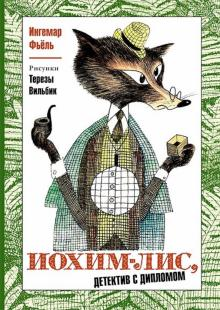 Ингемар
Фьёль
Рисунки
Терезы
Вильбик
ИОХИМ-ЛИС,
ДЕТЕКТИВ С ДИПЛОМОМ